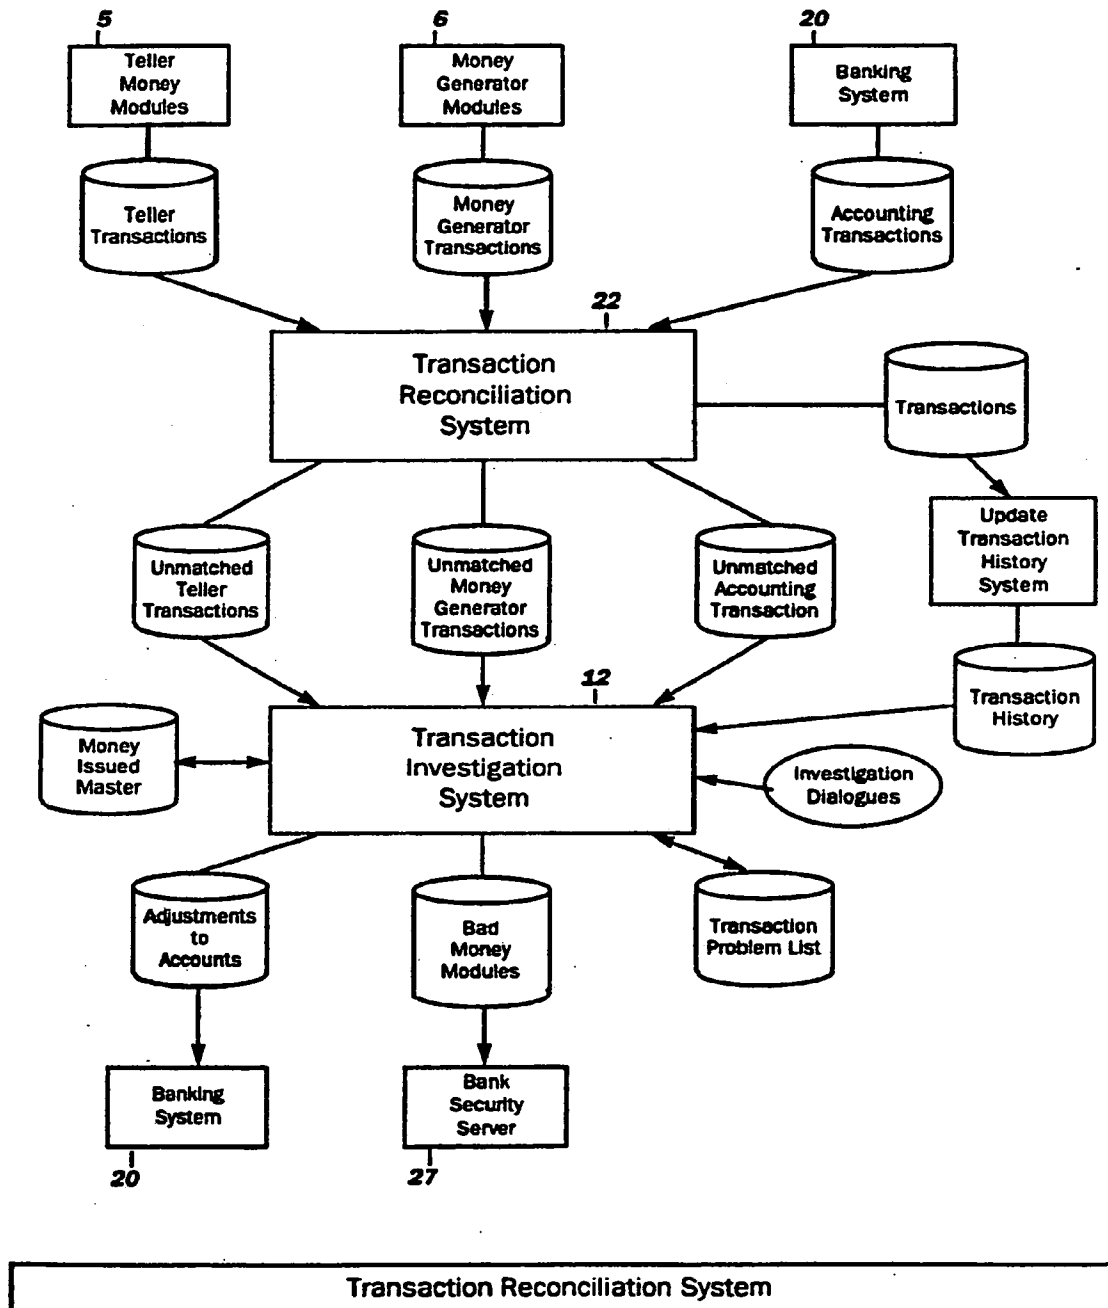 5
6
20
Teller
Money
Modules
Money
Generator
Modules
Banking
System
Teller
Transactions
Money
Generator
Transactions
Accounting
Transactions
22
Transaction
Reconciliation
System
Transactions
Update
Transaction
History
System
Unmatched
Teller
Transactions
Unmatched
Money
Generator
Transactions
Unmatched
Accounting
Transaction
12
Transaction
History
Money
Issued
Master
Transaction
Investigation
System
Investigation
Dialogues
Adjustments
to
Accounts
Bad
Money
Modules
Transaction
Problem List
Banking
System
Bank
Security
Server
20
27
Transaction Reconciliation System